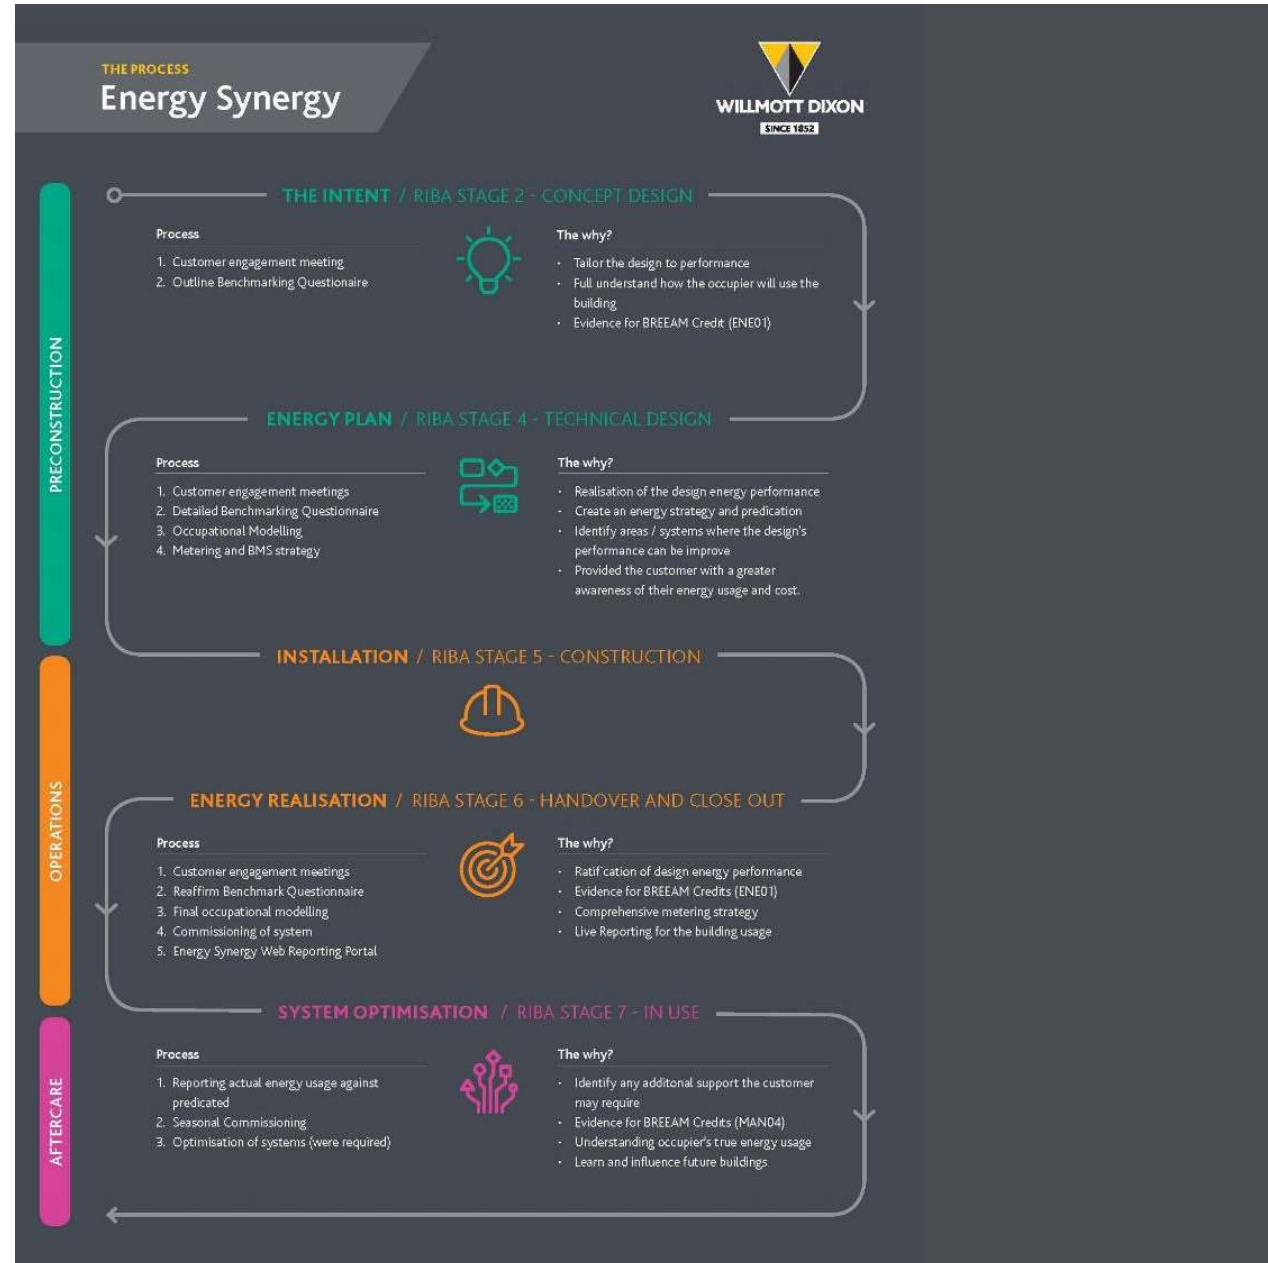 THE PROCESS
Energy Synergy
WILLMOTT DIXON
SINCE 1852
PRECONSTRUCTION
THE INTENT / RIBA STAGE 2 - CONCEPT DESIGN
Process
1. Customer engagement meeting
2. Outline Benchmarking Questionaire
The why?
· Tailor the design to performance
· Full understand how the occupier will use the
building
· Evidence for BREEAM Credit (ENE01)
ENERGY PLAN / RIBA STAGE 4 - TECHNICAL DESIGN
Process
1. Customer engagement meetings
2. Detailed Benchmarking Questionnaire
3. Occupational Modelling
4. Metering and BMS strategy
The why?
· Realisation of the design energy performance
· Create an energy strategy and predication
· Identify areas / systems where the design's
performance can be improve
· Provided the customer with a greater
awareness of their energy usage and cost.
OPERATIONS
INSTALLATION / RIBA STAGE 5 - CONSTRUCTION
ENERGY REALISATION / RIBA STAGE 6 - HANDOVER AND CLOSE OUT
Process
1. Customer engagement meetings
2. Reaffirm Benchmark Questionnaire
3. Final occupational modelling
4. Commissioning of system
5. Energy Synergy Web Reporting Portal
The why?
· Ratification of design energy performance
· Evidence for BREEAM Credits (ENE01)
· Comprehensive metering strategy
· Live Reporting for the building usage
AFTERCARE
SYSTEM OPTIMISATION / RIBA STAGE 7 - IN USE
Process
1. Reporting actual energy usage against
predicated
2. Seasonal Commissioning
3. Optimisation of systems (were required)
The why?
· Identify any additonal support the customer
may require
· Evidence for BREEAM Credits (MAN04)
· Understanding occupier's true energy usage
· Learn and influence future buildings